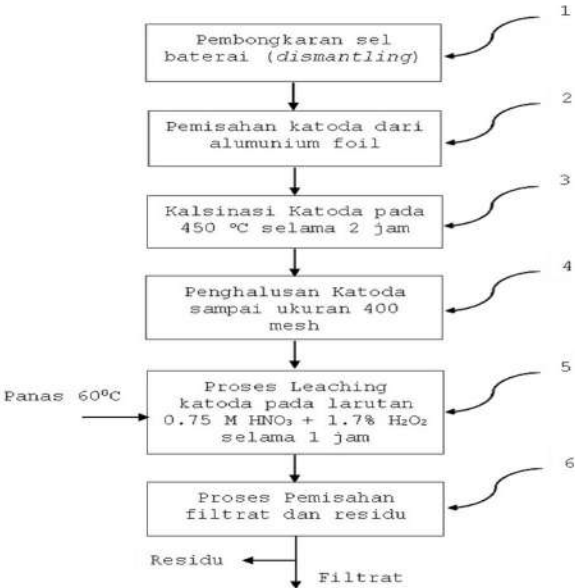 1
Pembongkaran sel
baterai (dismantling)
2
Pemisahan katoda dari
alumunium foil
3
Kalsinasi Katoda pada
450 °C selama 2 jam
4
Penghalusan Katoda
sampai ukuran 400
mesh
5
Panas 60⁰C
Proses Leaching
katoda pada larutan
0.75 M HNO₃ + 1.7% H₂O₂
selama 1 jam
6
Proses Pemisahan
filtrat dan residu
Residu
Filtrat